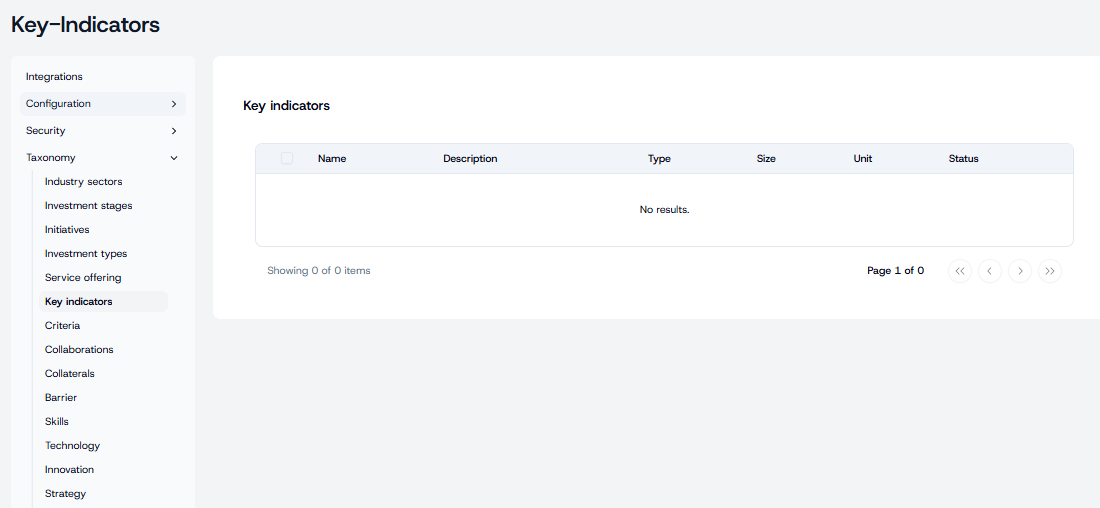 Key-Indicators
Integrations
Configuration
Security
Taxonomy
Industry sectors
Investment stages
Initiatives
Investment types
Service offering
Key indicators
Criteria
Collaborations
Collaterals
Barrier
Skills
Technology
Innovation
Strategy
Key indicators
Name Description Type Size Unit Status
No results.
Showing 0 of 0 items Page 1 of 0